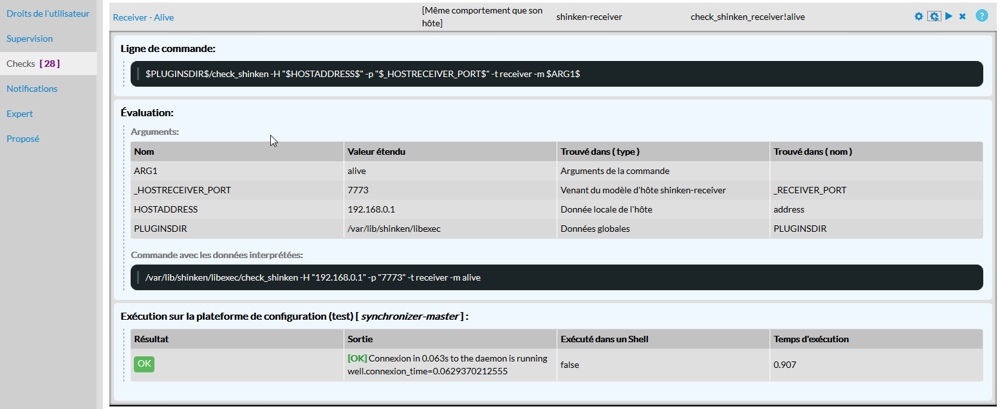 Droits de l'utilisateur
Supervision
Checks [ 28 ]
Notifications
Expert
Proposé
Receiver - Alive
[Même comportement que son
hôte]
shinken-receiver
check_shinken_receiver!alive
?
Ligne de commande:
$PLUGINSDIR$/check_shinken -H "$HOSTADDRESS$" -p "$_HOSTRECEIVER_PORT$" -t receiver -m $ARG1$
Évaluation:
Arguments:
Nom Valeur étendu Trouvé dans ( type ) Trouvé dans ( nom )
ARG1 alive Arguments de la commande
_HOSTRECEIVER_PORT 7773 Venant du modèle d'hôte shinken-receiver _RECEIVER_PORT
HOSTADDRESS 192.168.0.1 Donnée locale de l'hôte address
PLUGINSDIR /var/lib/shinken/libexec Données globales PLUGINSDIR
Commande avec les données interprétées:
/var/lib/shinken/libexec/check_shinken -H "192.168.0.1" -p "7773" -t receiver -m alive
Exécution sur la plateforme de configuration (test) [ synchronizer-master ] :
Résultat Sortie Exécuté dans un Shell Temps d'exécution
OK
[OK] Connexion in 0.063s to the daemon is running
well.connexion_time=0.0629370212555
false
0.907